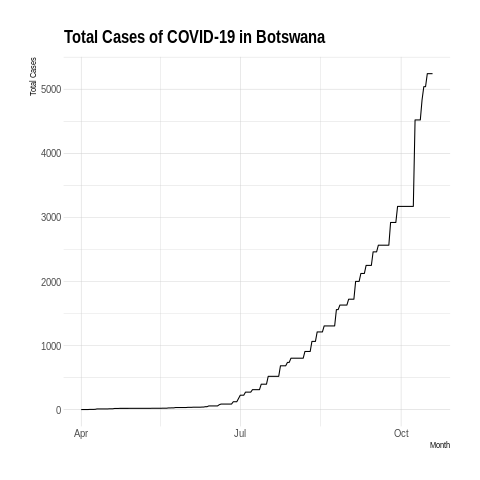 Total Cases of COVID-19 in Botswana
Total Cases
5000
4000
3000
2000
1000
0
Apr
Jul
Oct
Month